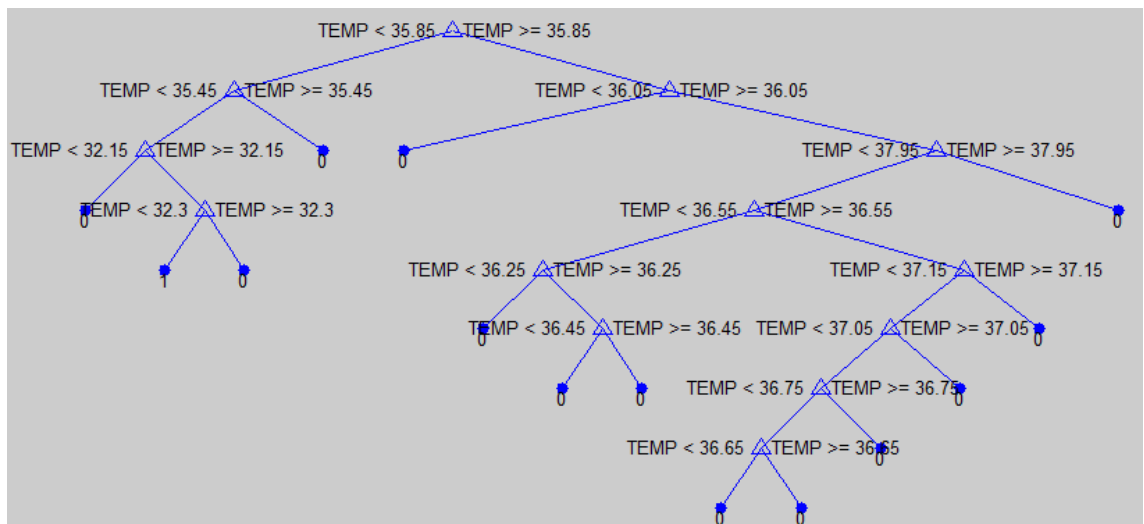 TEMP < 35.85 TEMP >= 35.85
TEMP < 35.45 TEMP >= 35.45 TEMP < 36.05 TEMP >= 36.05
TEMP < 32.15 TEMP >= 32.15 0 0 TEMP < 37.95 TEMP >= 37.95
0 TEMP < 32.3 TEMP >= 32.3 TEMP < 36.55 TEMP >= 36.55 0
1 0 TEMP < 36.25 TEMP >= 36.25 TEMP < 37.15 TEMP >= 37.15
0 TEMP < 36.45 TEMP >= 36.45 TEMP < 37.05 TEMP >= 37.05 0
0 0 TEMP < 36.75 TEMP >= 36.75 0
TEMP < 36.65 TEMP >= 36.65 0
0 0